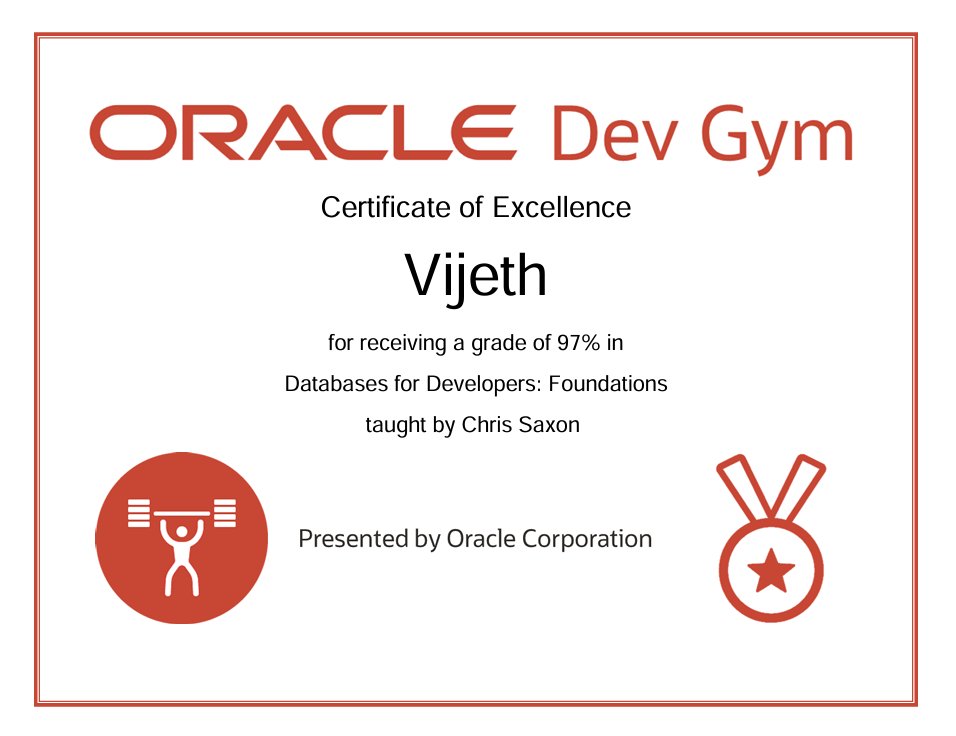 ORACLE Dev Gym
Certificate of Excellence
Vijeth
for receiving a grade of 97% in
Databases for Developers: Foundations
taught by Chris Saxon
Presented by Oracle Corporation